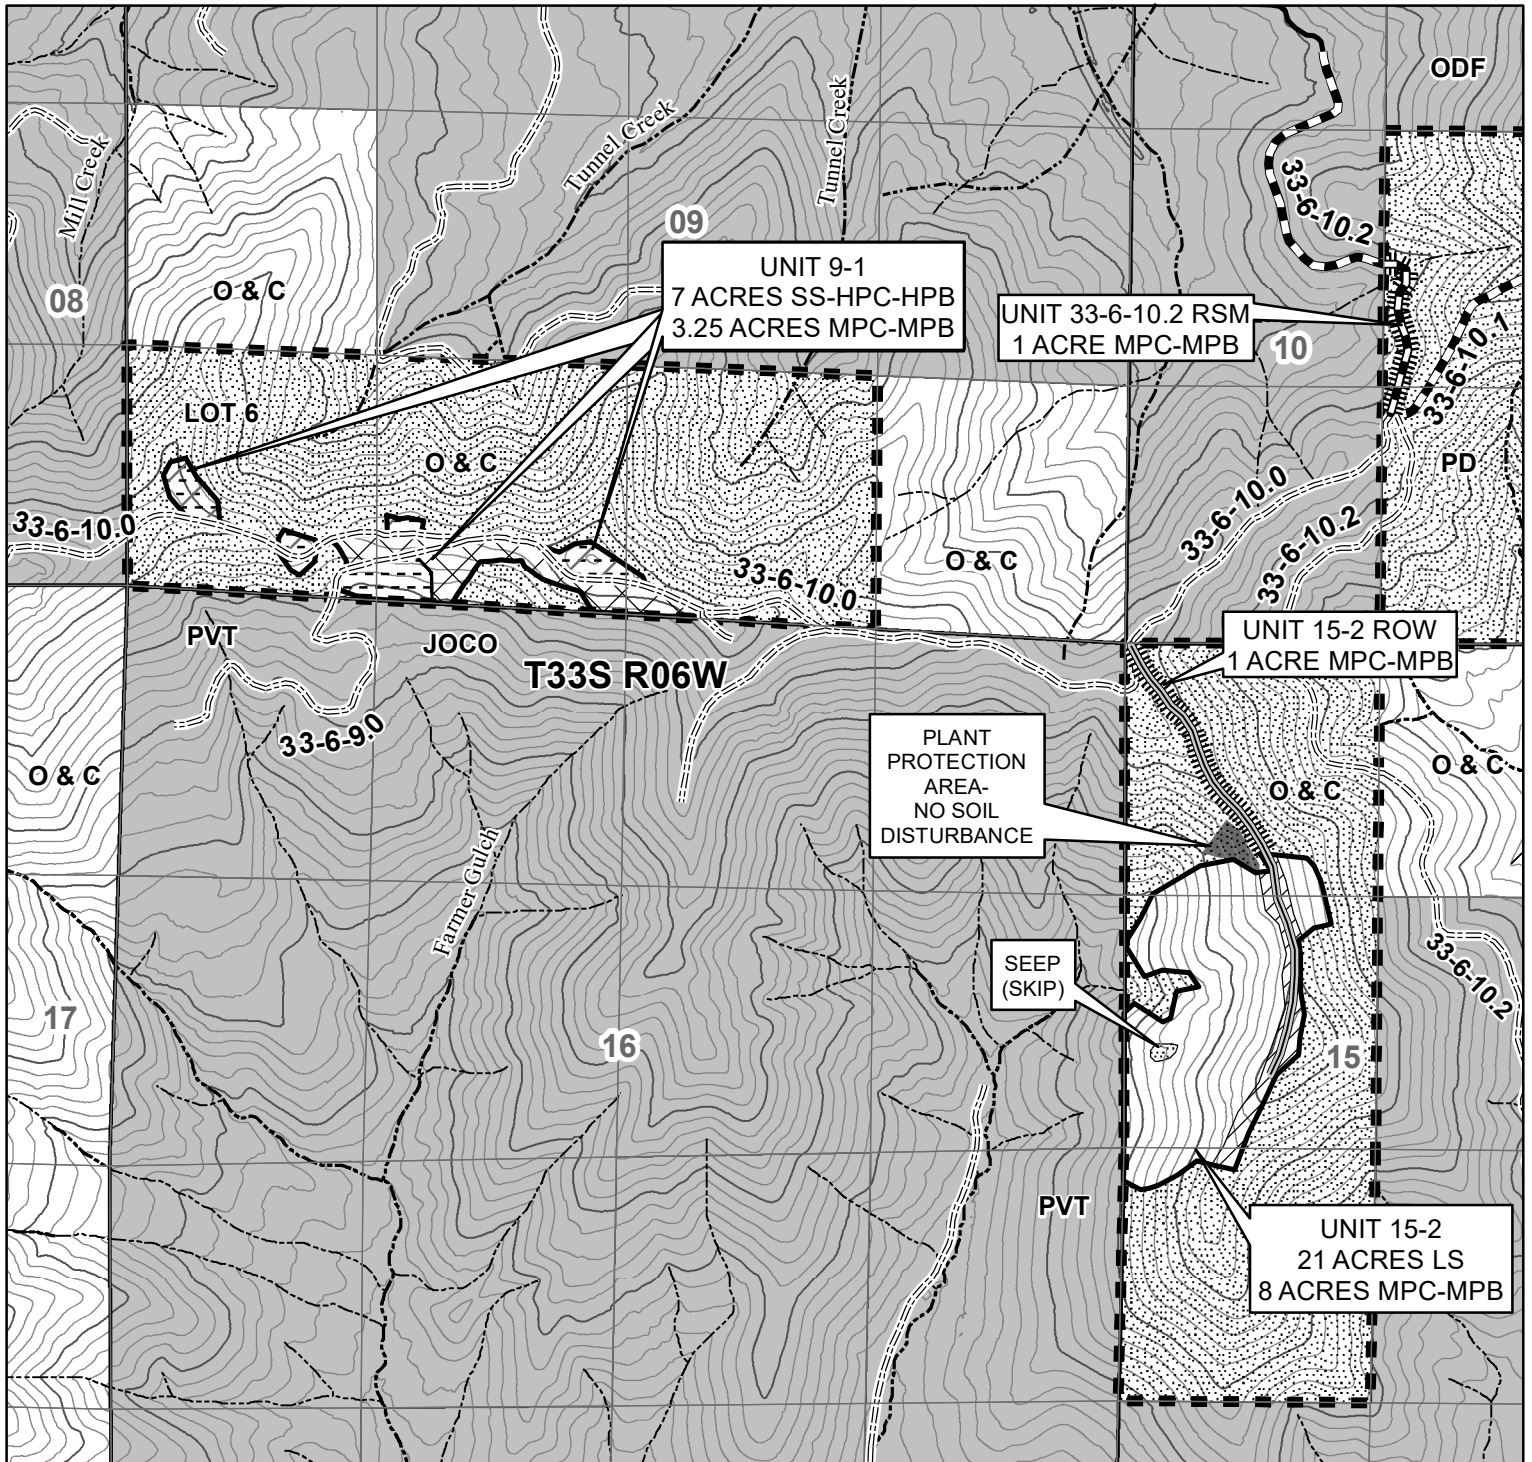 ODF
Mill Creek
Tunnel Creek
Tunnel Creek
33-6-10.2
09
08
O & C
UNIT 9-1
7 ACRES SS-HPC-HPB
3.25 ACRES MPC-MPB
UNIT 33-6-10.2 RSM
1 ACRE MPC-MPB
10
33-6-10.1
LOT 6
O & C
PD
33-6-10.0
33-6-10.0
33-6-10.2
O & C
33-6-10.0
PVT
JOCO
T33S R06W
UNIT 15-2 ROW
1 ACRE MPC-MPB
33-6-9.0
O & C
PLANT
PROTECTION
AREA-
NO SOIL
DISTURBANCE
O & C
O & C
Farmer Gulch
SEEP
(SKIP)
33-6-10.2
17
16
15
PVT
UNIT 15-2
21 ACRES LS
8 ACRES MPC-MPB